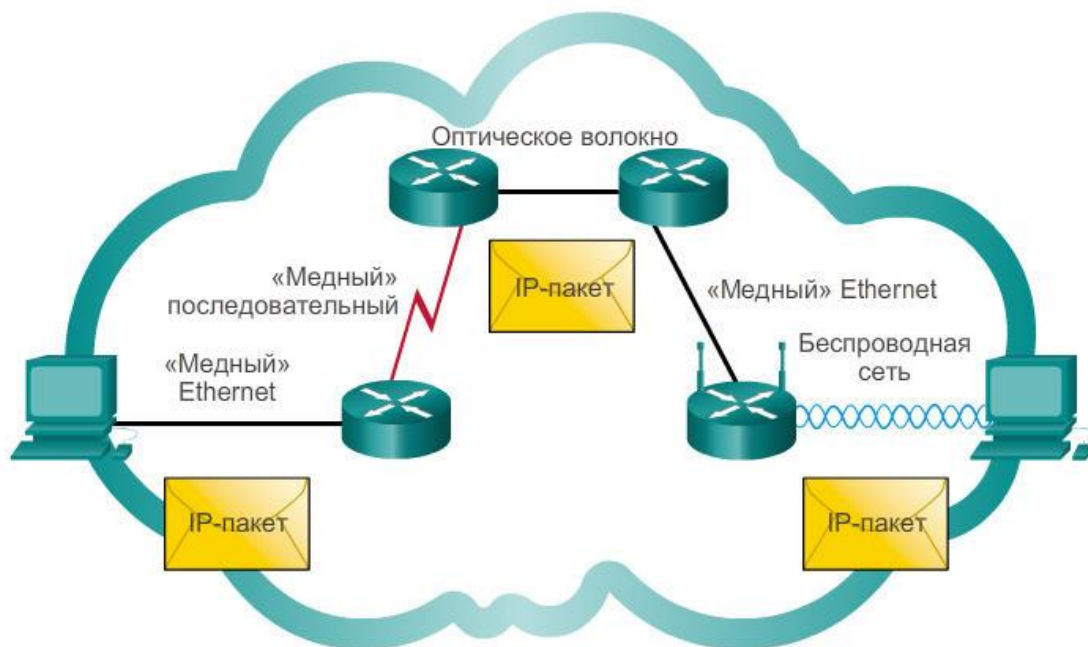 Оптическое волокно
«Медный»
последовательный
IP-пакет
«Медный» Ethernet
«Медный»
Ethernet
Беспроводная
сеть
IP-пакет
IP-пакет